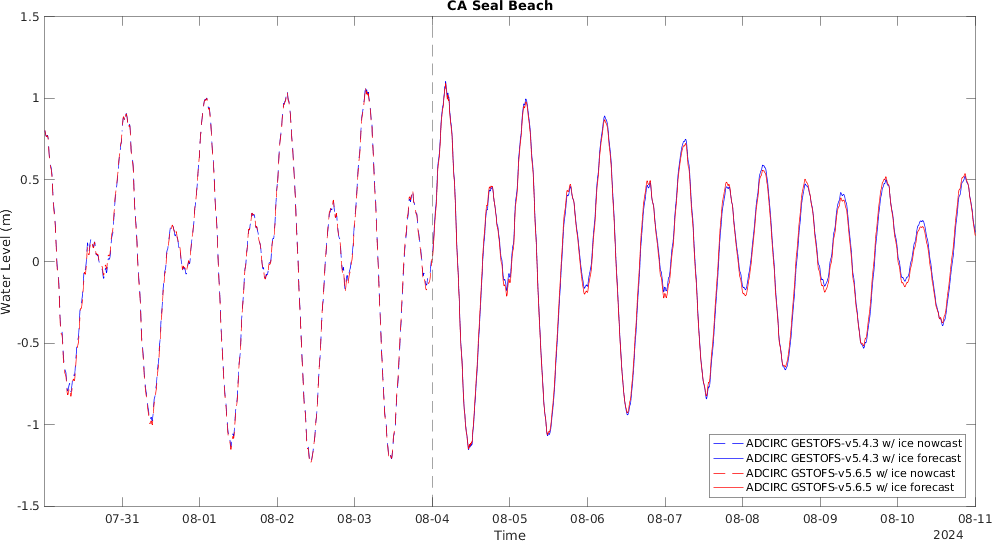 CA Seal Beach
1.5
1
0.5
0
-0.5
-1
-1.5
Water Level (m)
ADCIRC GESTOFS-v5.4.3 w/ ice nowcast
ADCIRC GESTOFS-v5.4.3 w/ ice forecast
ADCIRC GSTOFS-v5.6.5 w/ ice nowcast
ADCIRC GSTOFS-v5.6.5 w/ ice forecast
07-31 08-01 08-02 08-03 08-04 08-05 08-06 08-07 08-08 08-09 08-10 08-11
Time
2024